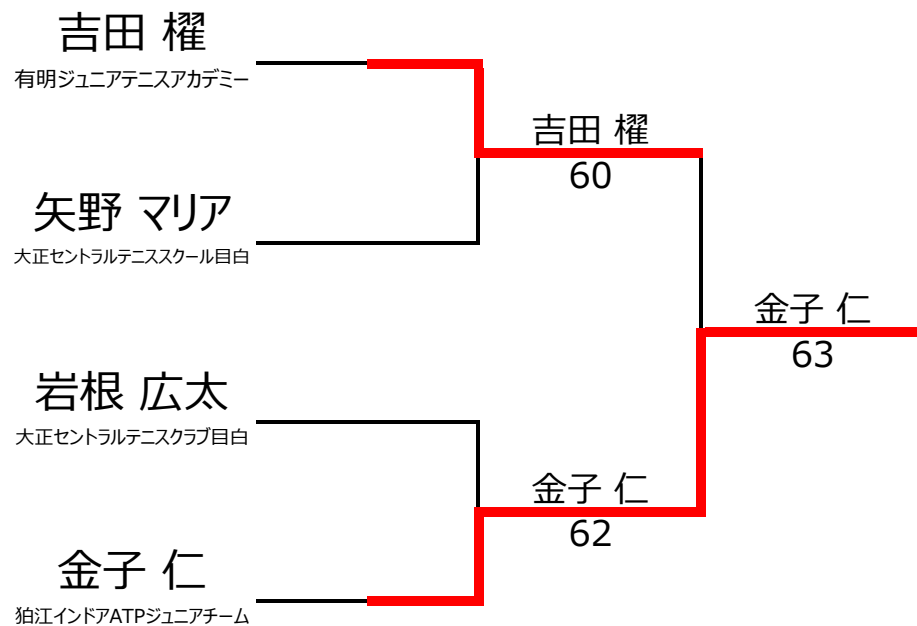 吉田 櫂
有明ジュニアテニスアカデミー
矢野 マリア
大正セントラルテニススクール目白
岩根 広太
大正セントラルテニスクラブ目白
金子 仁
狛江インドアATPジュニアチーム
吉田 櫂
60
金子 仁
62
金子 仁
63